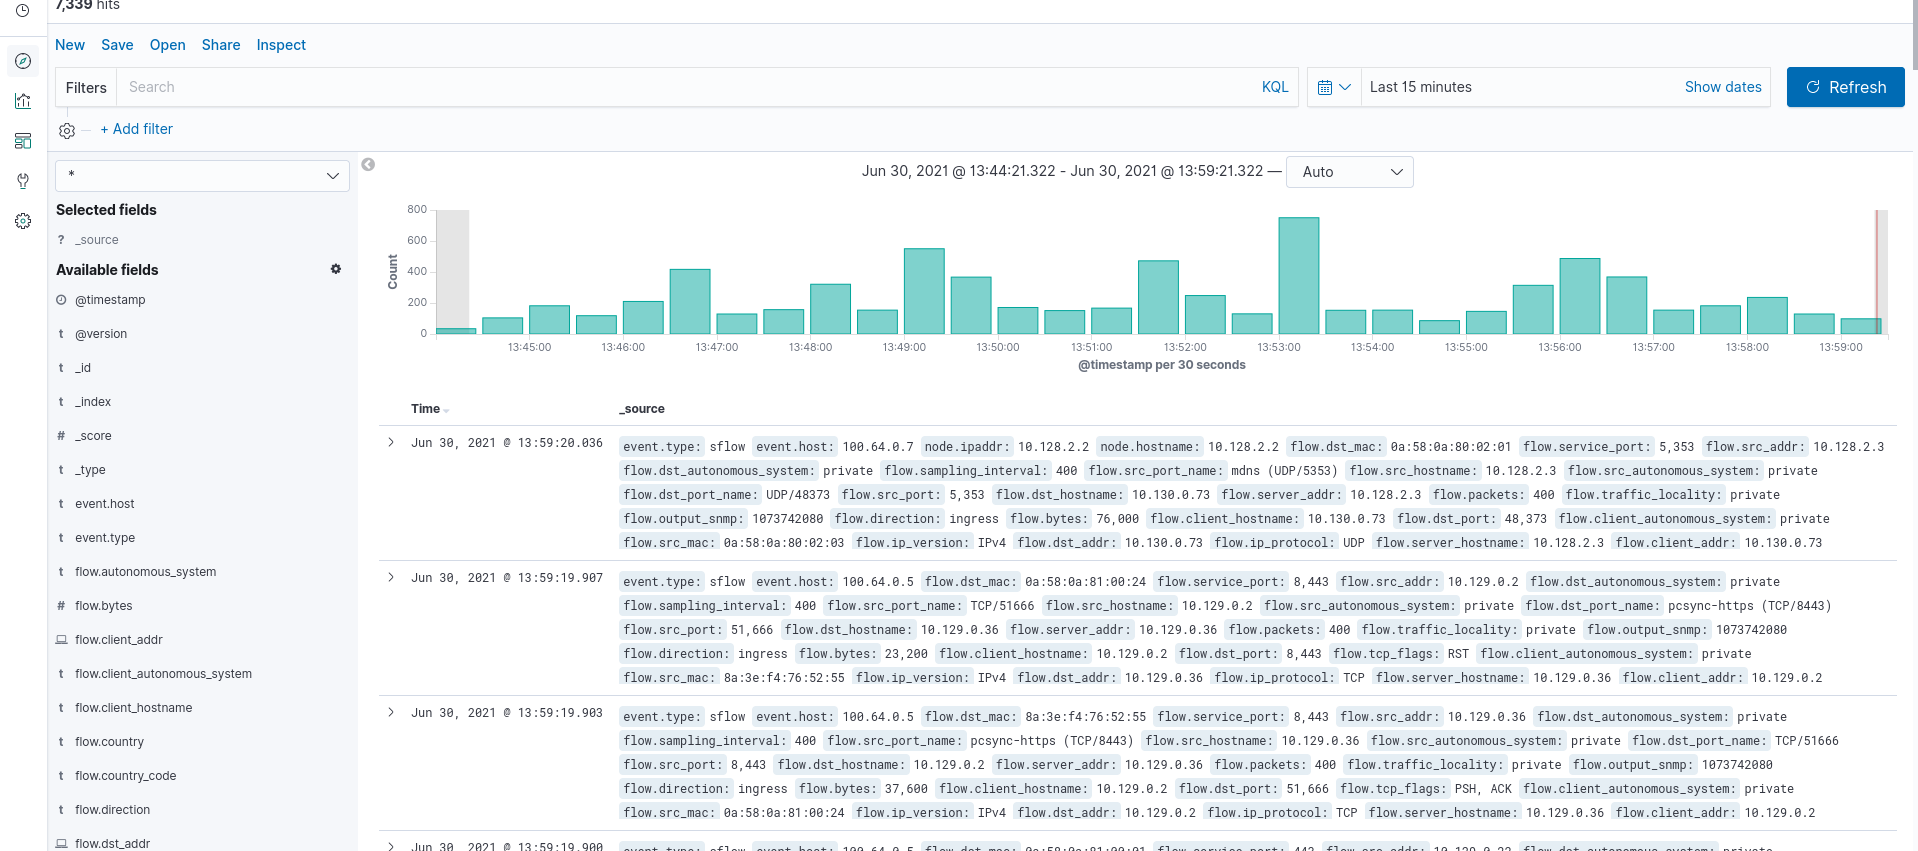 7,339 hits
New Save Open Share Inspect
Filters Search KQL Last 15 minutes Show dates Refresh
+ Add filter
*
Selected fields
? _source
Available fields
@timestamp
t @version
t _id
t _index
# _score
t _type
t event.host
t event.type
t flow.autonomous_system
# flow.bytes
flow.client_addr
t flow.client_autonomous_system
t flow.client_hostname
t flow.country
t flow.country_code
t flow.direction
flow.dst_addr
Jun 30, 2021 @ 13:44:21.322 - Jun 30, 2021 @ 13:59:21.322 — Auto
Count
800
600
400
200
0
13:45:00 13:46:00 13:47:00 13:48:00 13:49:00 13:50:00 13:51:00 13:52:00 13:53:00 13:54:00 13:55:00 13:56:00 13:57:00 13:58:00 13:59:00
@timestamp per 30 seconds
Time _source
Jun 30, 2021 @ 13:59:20.036 event.type: sflow event.host: 100.64.0.7 node.ipaddr: 10.128.2.2 node.hostname: 10.128.2.2 flow.dst_mac: 0a:58:0a:80:02:01 flow.service_port: 5,353 flow.src_addr: 10.128.2.3
flow.dst_autonomous_system: private flow.sampling_interval: 400 flow.src_port_name: mdns (UDP/5353) flow.src_hostname: 10.128.2.3 flow.src_autonomous_system: private
flow.dst_port_name: UDP/48373 flow.src_port: 5,353 flow.dst_hostname: 10.130.0.73 flow.server_addr: 10.128.2.3 flow.packets: 400 flow.traffic_locality: private
flow.output_snmp: 1073742080 flow.direction: ingress flow.bytes: 76,000 flow.client_hostname: 10.130.0.73 flow.dst_port: 48,373 flow.client_autonomous_system: private
flow.src_mac: 0a:58:0a:80:02:03 flow.ip_version: IPv4 flow.dst_addr: 10.130.0.73 flow.ip_protocol: UDP flow.server_hostname: 10.128.2.3 flow.client_addr: 10.130.0.73
Jun 30, 2021 @ 13:59:19.907 event.type: sflow event.host: 100.64.0.5 flow.dst_mac: 0a:58:0a:81:00:24 flow.service_port: 8,443 flow.src_addr: 10.129.0.2 flow.dst_autonomous_system: private
flow.sampling_interval: 400 flow.src_port_name: TCP/51666 flow.src_hostname: 10.129.0.2 flow.src_autonomous_system: private flow.dst_port_name: pcsync-https (TCP/8443)
flow.src_port: 51,666 flow.dst_hostname: 10.129.0.36 flow.server_addr: 10.129.0.36 flow.packets: 400 flow.traffic_locality: private flow.output_snmp: 1073742080
flow.direction: ingress flow.bytes: 23,200 flow.client_hostname: 10.129.0.2 flow.dst_port: 8,443 flow.tcp_flags: RST flow.client_autonomous_system: private
flow.src_mac: 8a:3e:f4:76:52:55 flow.ip_version: IPv4 flow.dst_addr: 10.129.0.36 flow.ip_protocol: TCP flow.server_hostname: 10.129.0.36 flow.client_addr: 10.129.0.2
Jun 30, 2021 @ 13:59:19.903 event.type: sflow event.host: 100.64.0.5 flow.dst_mac: 8a:3e:f4:76:52:55 flow.service_port: 8,443 flow.src_addr: 10.129.0.36 flow.dst_autonomous_system: private
flow.sampling_interval: 400 flow.src_port_name: pcsync-https (TCP/8443) flow.src_hostname: 10.129.0.36 flow.src_autonomous_system: private flow.dst_port_name: TCP/51666
flow.src_port: 8,443 flow.dst_hostname: 10.129.0.2 flow.server_addr: 10.129.0.36 flow.packets: 400 flow.traffic_locality: private flow.output_snmp: 1073742080
flow.direction: ingress flow.bytes: 37,600 flow.client_hostname: 10.129.0.2 flow.dst_port: 51,666 flow.tcp_flags: PSH, ACK flow.client_autonomous_system: private
flow.src_mac: 0a:58:0a:81:00:24 flow.ip_version: IPv4 flow.dst_addr: 10.129.0.2 flow.ip_protocol: TCP flow.server_hostname: 10.129.0.36 flow.client_addr: 10.129.0.2
Jun 30, 2021 @ 13:59:19.900 event.type: sflow event.host: 100.64.0.5 flow.dst_mac: flow.service_port: 443 flow.src_addr: flow.dst_autonomous_system: private